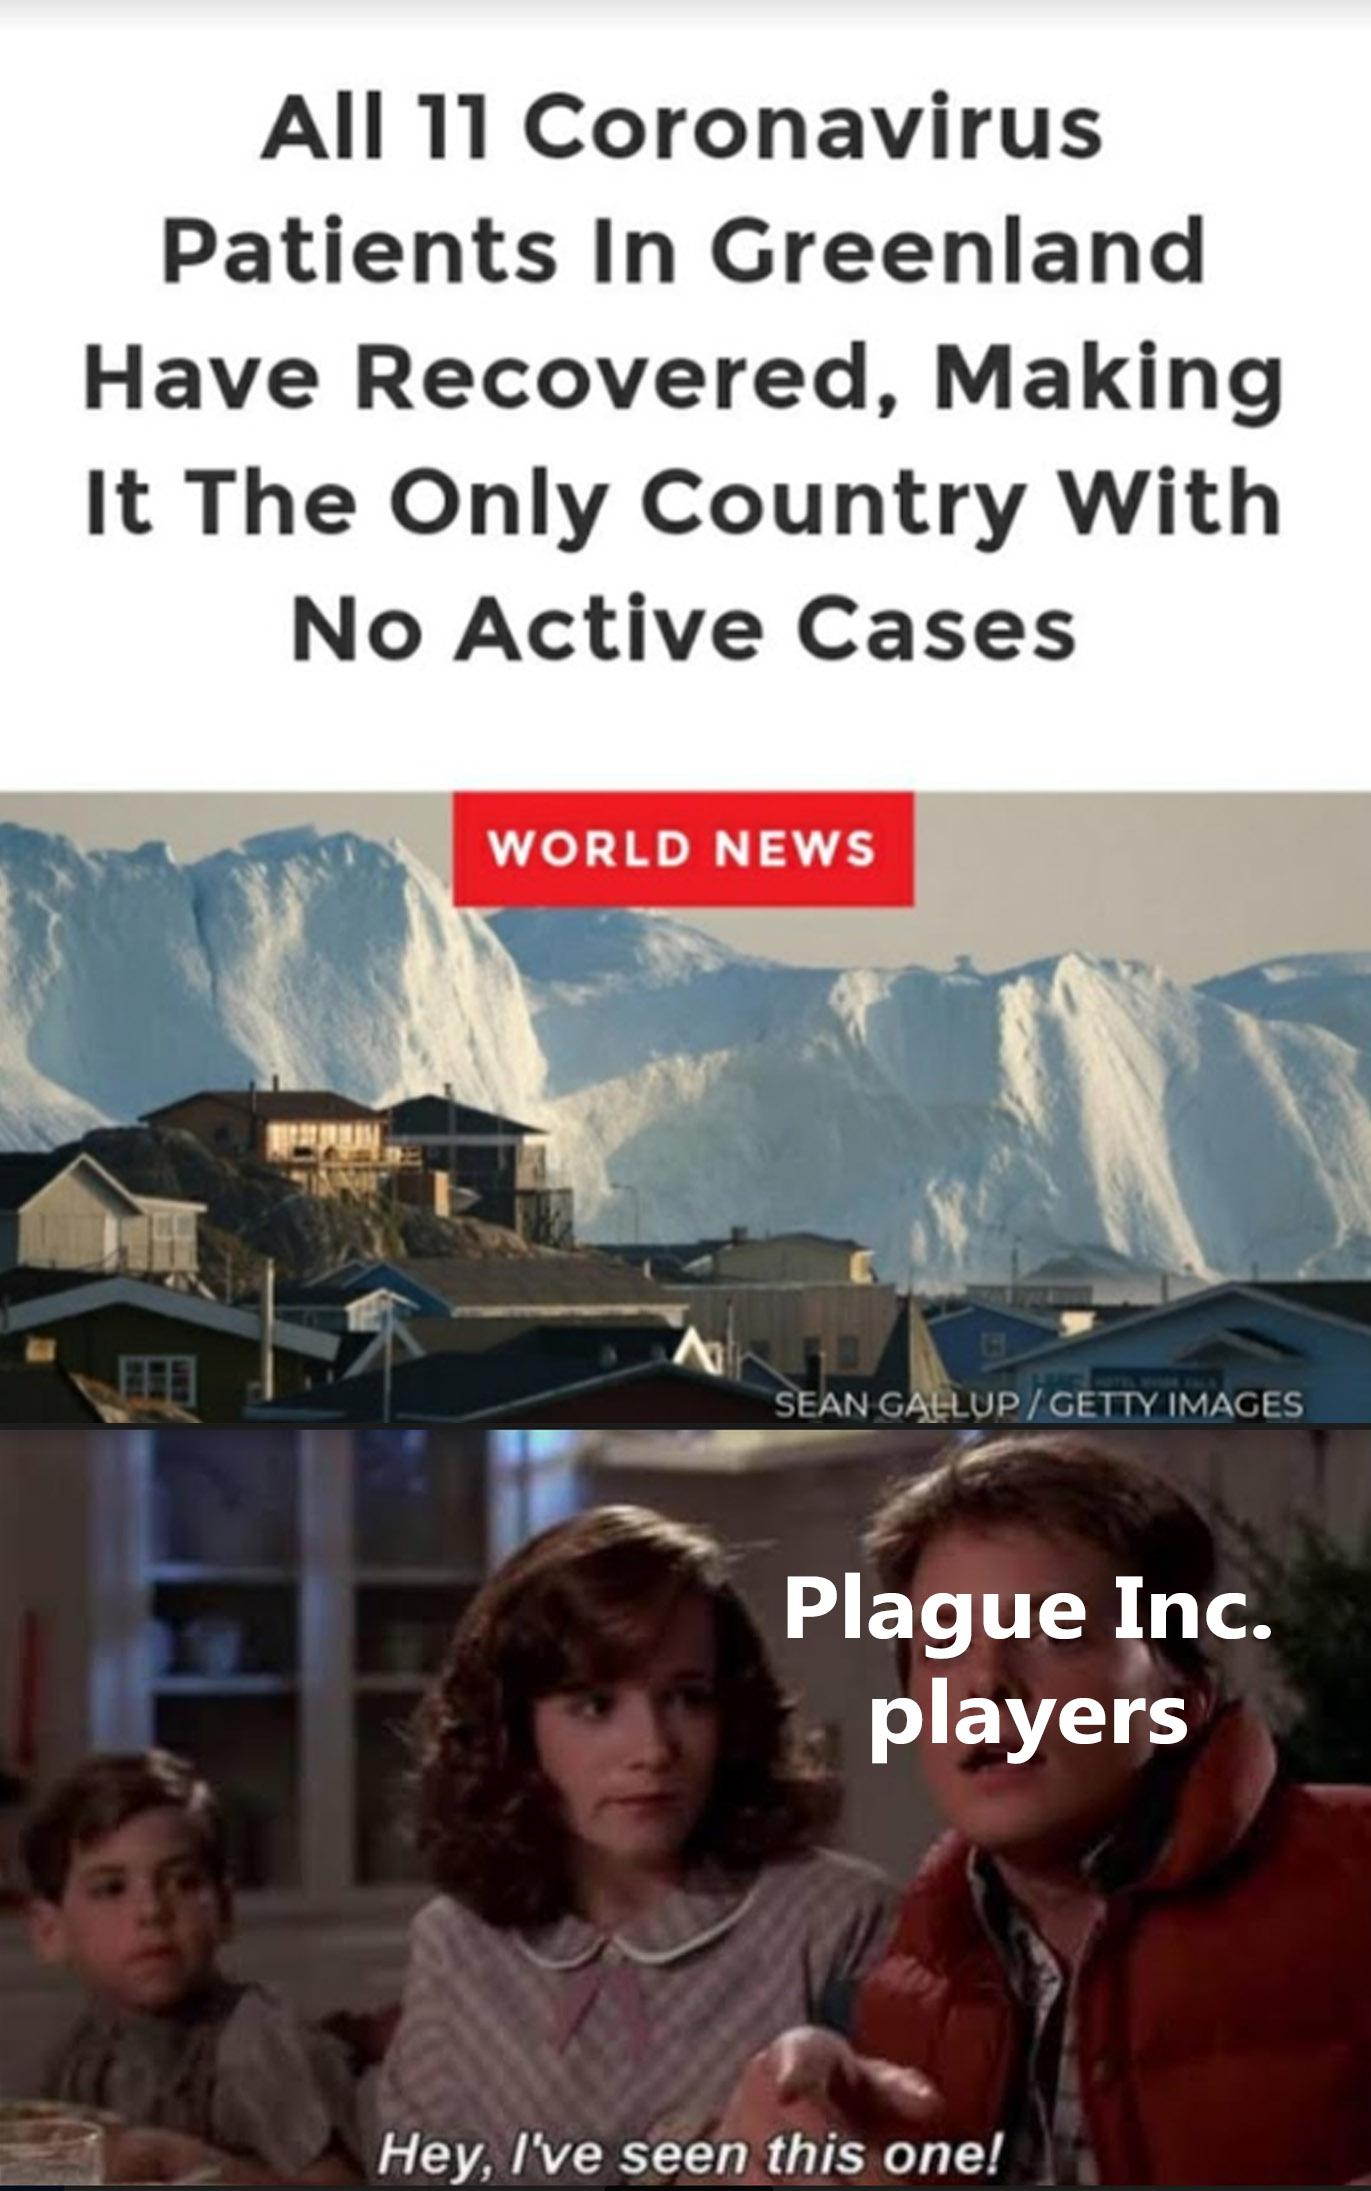 All 11 Coronavirus
Patients In Greenland
Have Recovered, Making
It The Only Country With
No Active Cases
WORLD NEWS
SEAN GALLUP / GETTY IMAGES
Plague Inc.
players
Hey, I've seen this one!